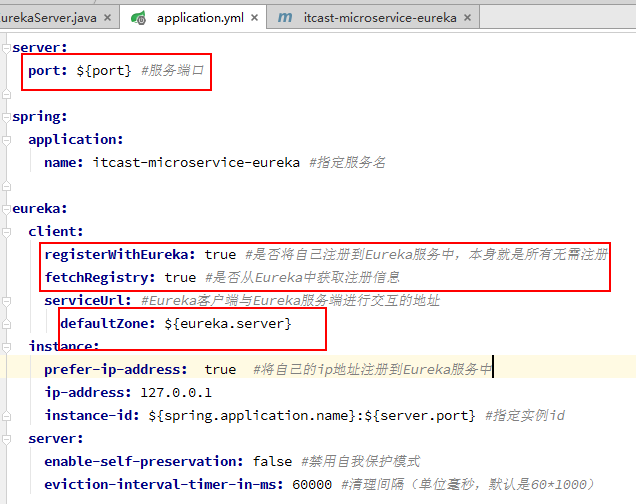 urekaServer.java × application.yml × m itcast-microservice-eureka ×
server:
port: ${port} #服务端口
spring:
application:
name: itcast-microservice-eureka #指定服务名
eureka:
client:
registerWithEureka: true #是否将自己注册到Eureka服务中，本身就是所有无需注册
fetchRegistry: true #是否从Eureka中获取注册信息
serviceUrl: #Eureka客户端与Eureka服务端进行交互的地址
defaultZone: ${eureka.server}
instance:
prefer-ip-address: true #将自己的ip地址注册到Eureka服务中
ip-address: 127.0.0.1
instance-id: ${spring.application.name}:${server.port} #指定实例id
server:
enable-self-preservation: false #禁用自我保护模式
eviction-interval-timer-in-ms: 60000 #清理间隔（单位毫秒，默认是60*1000）